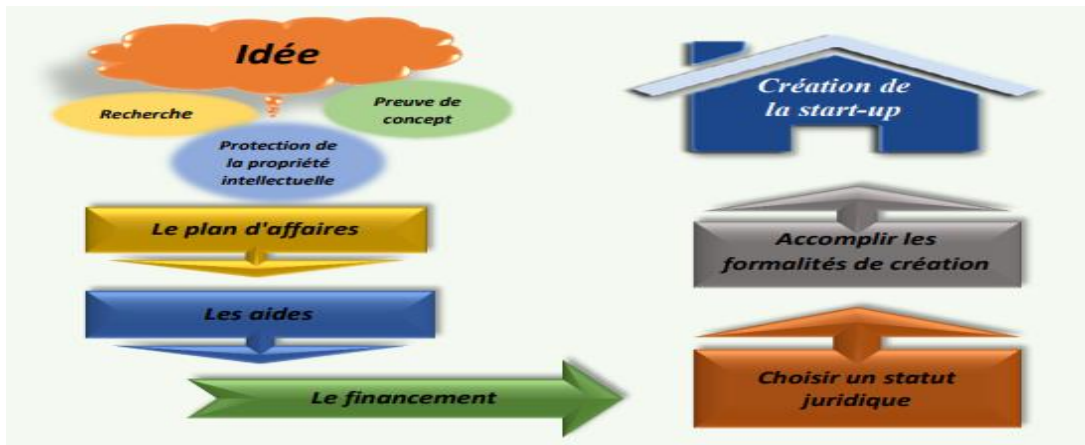 Idée
Recherche
Preuve de
concept
Protection de
la propriété
intellectuelle
Le plan d'affaires
Les aides
Le financement
Choisir un statut
juridique
Accomplir les
formalités de création
Création de
la start-up